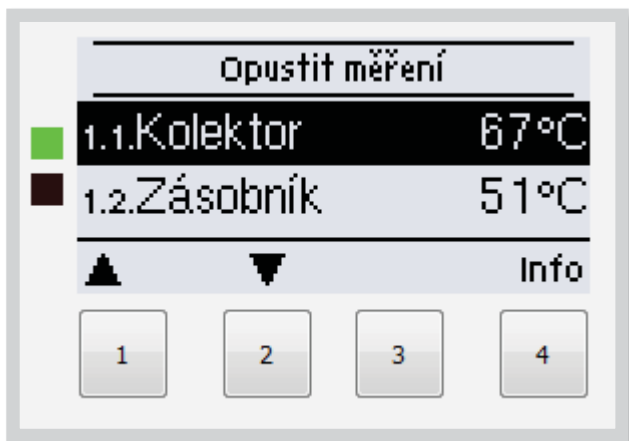 Opustit měření
1.1.Kolektor 67°C
1.2.Zásobník 51°C
▲ ▼ Info
1 2 3 4